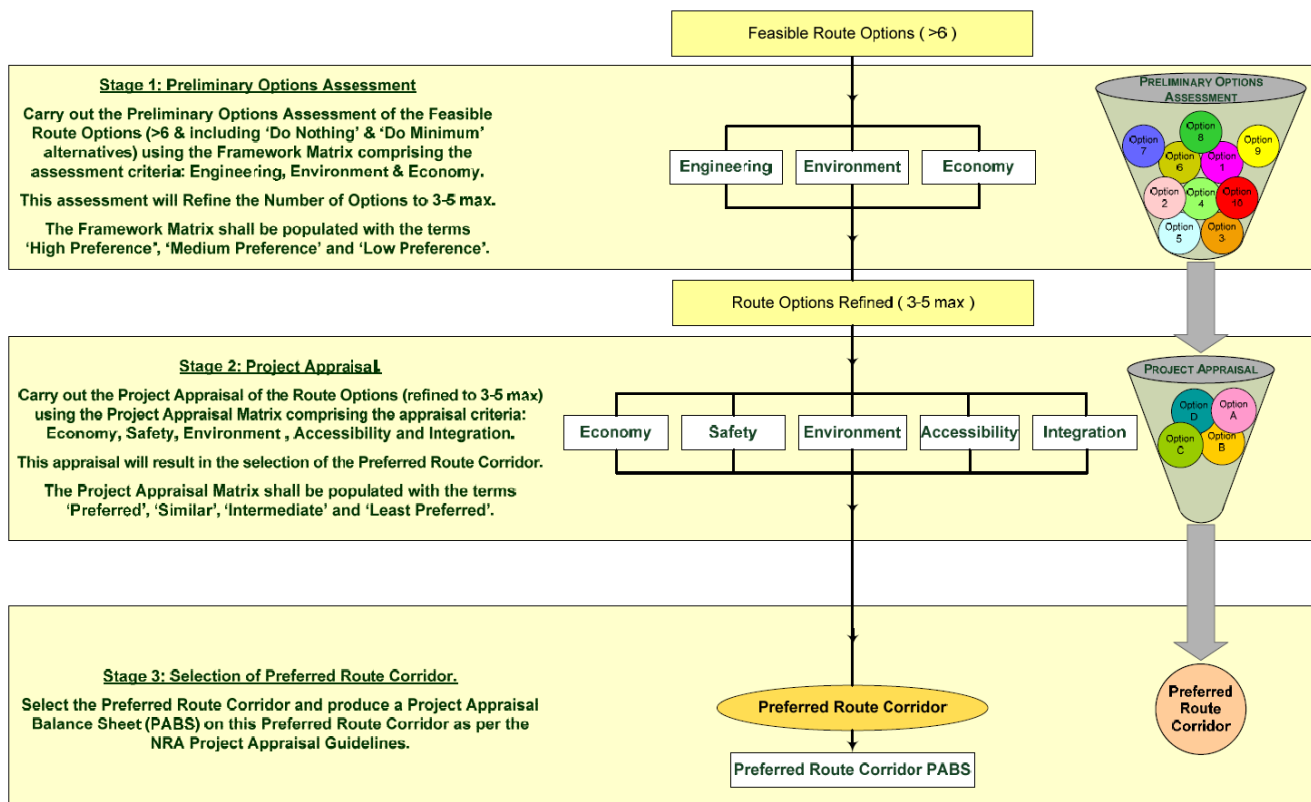 Feasible Route Options ( >6 )
Stage 1: Preliminary Options Assessment
Carry out the Preliminary Options Assessment of the Feasible
Route Options (>6 & including ‘Do Nothing’ & ‘Do Minimum’
alternatives) using the Framework Matrix comprising the
assessment criteria: Engineering, Environment & Economy.
This assessment will Refine the Number of Options to 3-5 max.
The Framework Matrix shall be populated with the terms
‘High Preference’, ‘Medium Preference’ and ‘Low Preference’.
Engineering
Environment
Economy
PRELIMINARY OPTIONS
ASSESSMENT
Option
8
Option
7
Option
9
Option
6
Option
1
Option
2
Option
4
Option
10
Option
5
Option
3
Route Options Refined ( 3-5 max )
Stage 2: Project Appraisal.
Carry out the Project Appraisal of the Route Options (refined to 3-5 max)
using the Project Appraisal Matrix comprising the appraisal criteria:
Economy, Safety, Environment , Accessibility and Integration.
This appraisal will result in the selection of the Preferred Route Corridor.
The Project Appraisal Matrix shall be populated with the terms
‘Preferred’, ‘Similar’, ‘Intermediate’ and ‘Least Preferred’.
Economy
Safety
Environment
Accessibility
Integration
PROJECT APPRAISAL
Option
D
Option
A
Option
C
Option
B
Stage 3: Selection of Preferred Route Corridor.
Select the Preferred Route Corridor and produce a Project Appraisal
Balance Sheet (PABS) on this Preferred Route Corridor as per the
NRA Project Appraisal Guidelines.
Preferred Route Corridor
Preferred Route Corridor PABS
Preferred
Route
Corridor